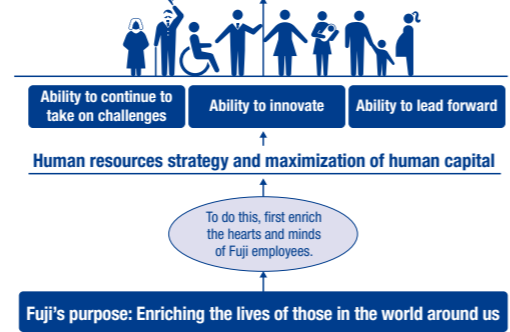 Ability to continue to
take on challenges
Ability to innovate
Ability to lead forward
Human resources strategy and maximization of human capital
To do this, first enrich
the hearts and minds
of Fuji employees.
Fuji's purpose: Enriching the lives of those in the world around us